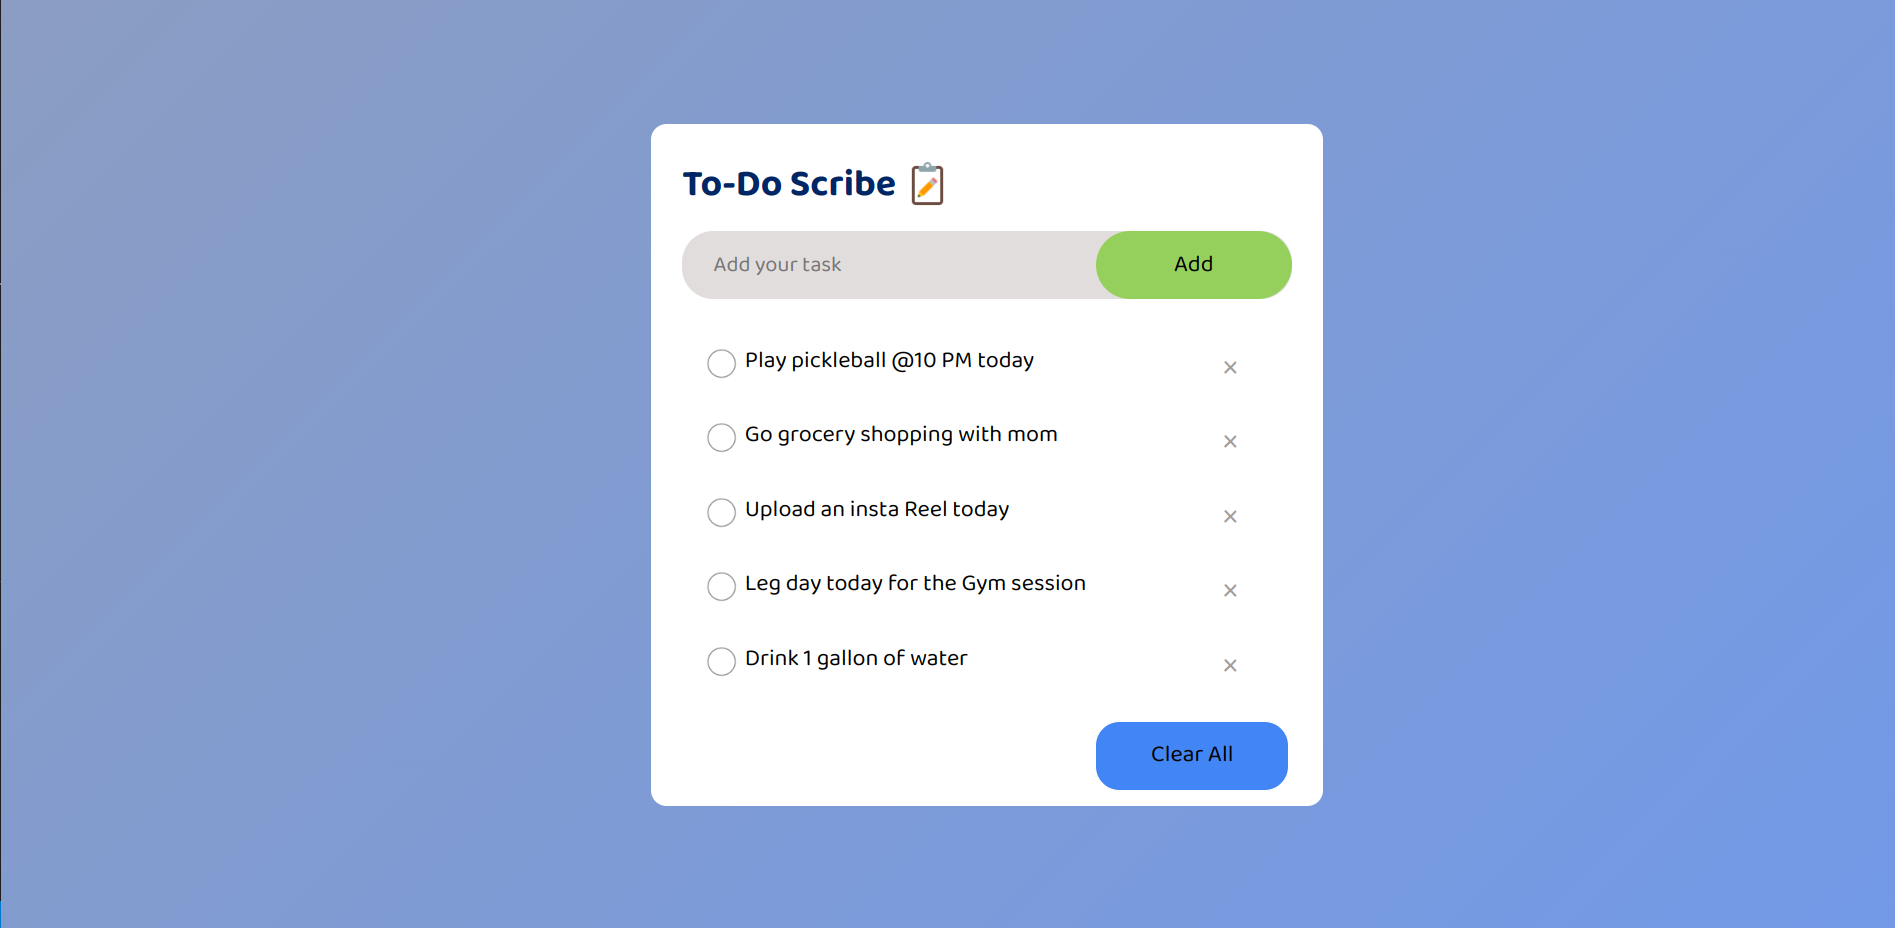 To-Do Scribe
Add your task
Add
Play pickleball @10 PM today
Go grocery shopping with mom
Upload an insta Reel today
Leg day today for the Gym session
Drink 1 gallon of water
Clear All